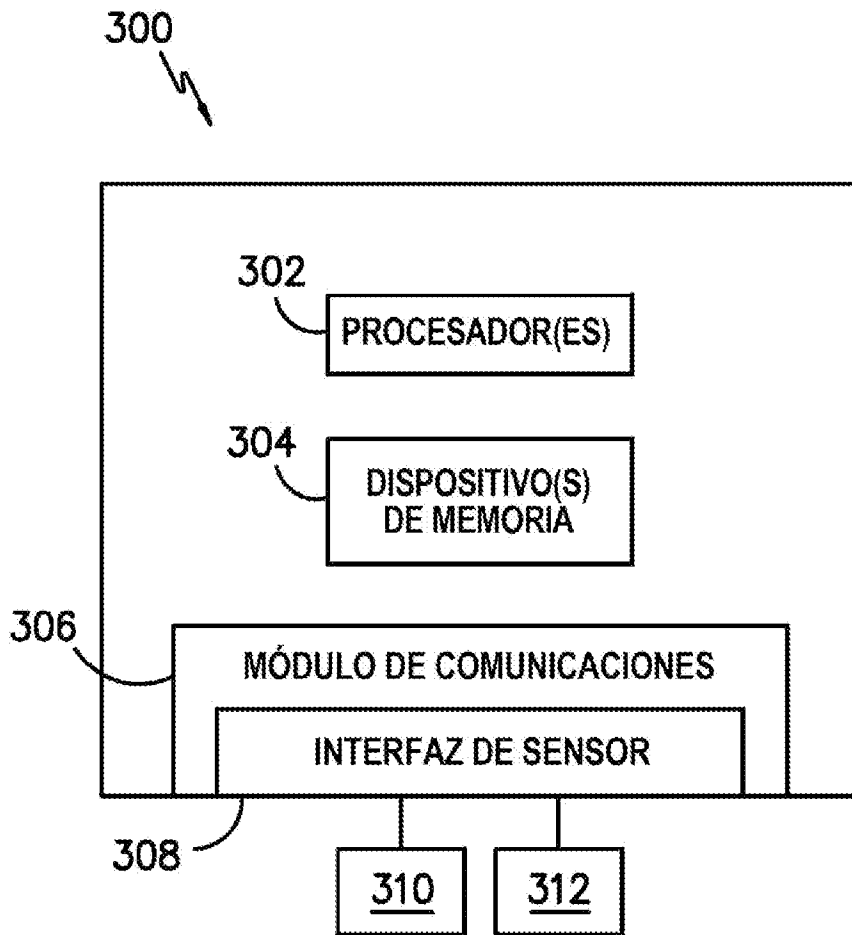 300
302
PROCESADOR(ES)
304
DISPOSITIVO(S)
DE MEMORIA
306
MÓDULO DE COMUNICACIONES
INTERFAZ DE SENSOR
308
310
312